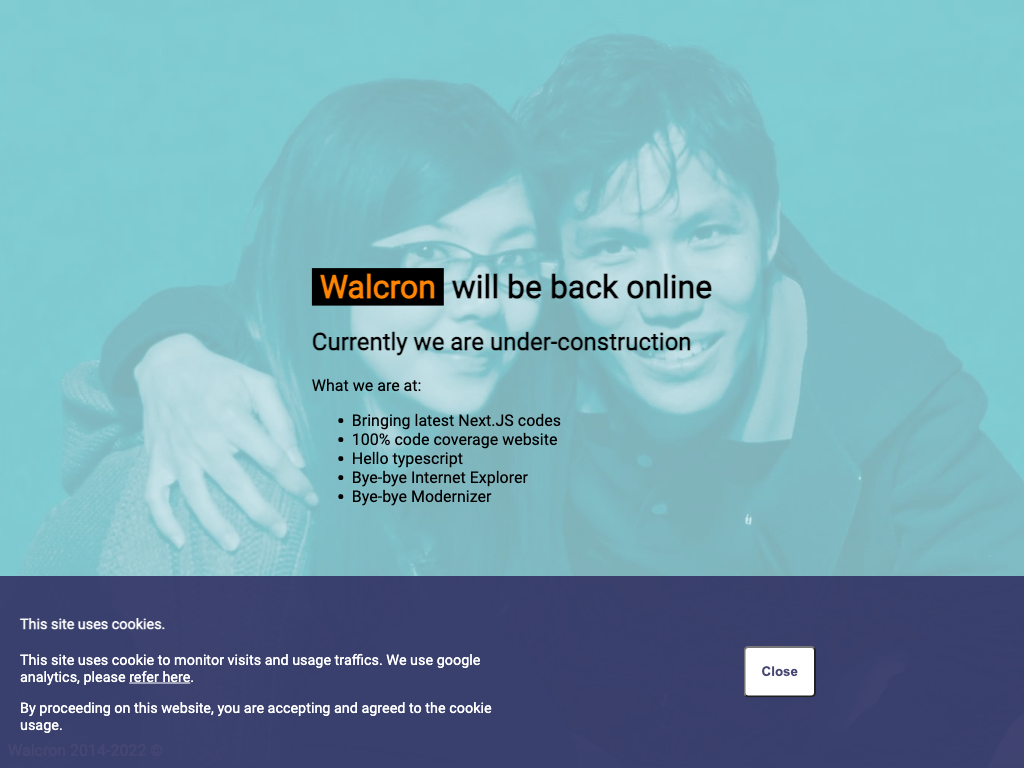 Walcron will be back online
Currently we are under-construction
What we are at:
• Bringing latest Next.JS codes
• 100% code coverage website
• Hello typescript
• Bye-bye Internet Explorer
• Bye-bye Modernizer
This site uses cookies.
This site uses cookie to monitor visits and usage traffics. We use google
analytics, please refer here.
Close
By proceeding on this website, you are accepting and agreed to the cookie
usage.
Walcron 2014-2022 ©